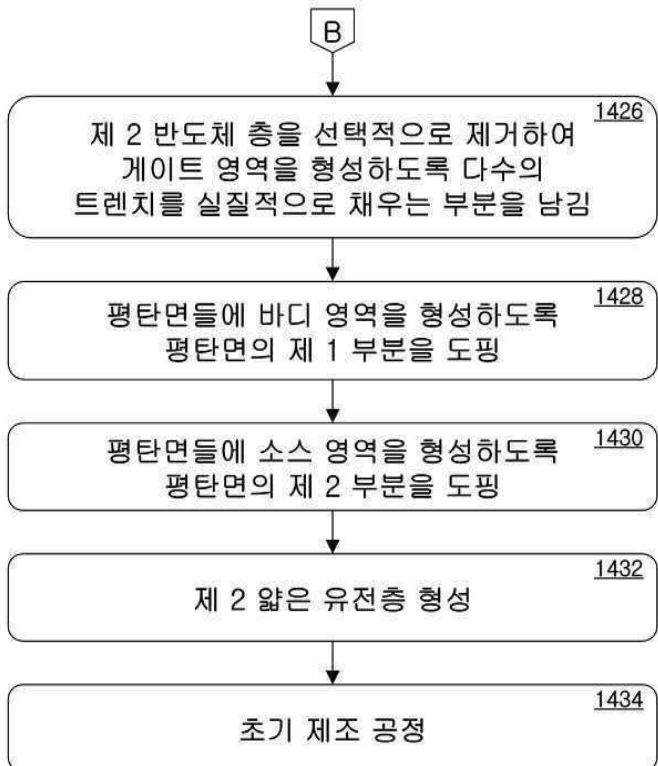 B
1426
제 2 반도체 층을 선택적으로 제거하여
게이트 영역을 형성하도록 다수의
트렌치를 실질적으로 채우는 부분을 남김
1428
평탄면들에 바디 영역을 형성하도록
평탄면의 제 1 부분을 도핑
1430
평탄면들에 소스 영역을 형성하도록
평탄면의 제 2 부분을 도핑
1432
제 2 얇은 유전층 형성
1434
초기 제조 공정